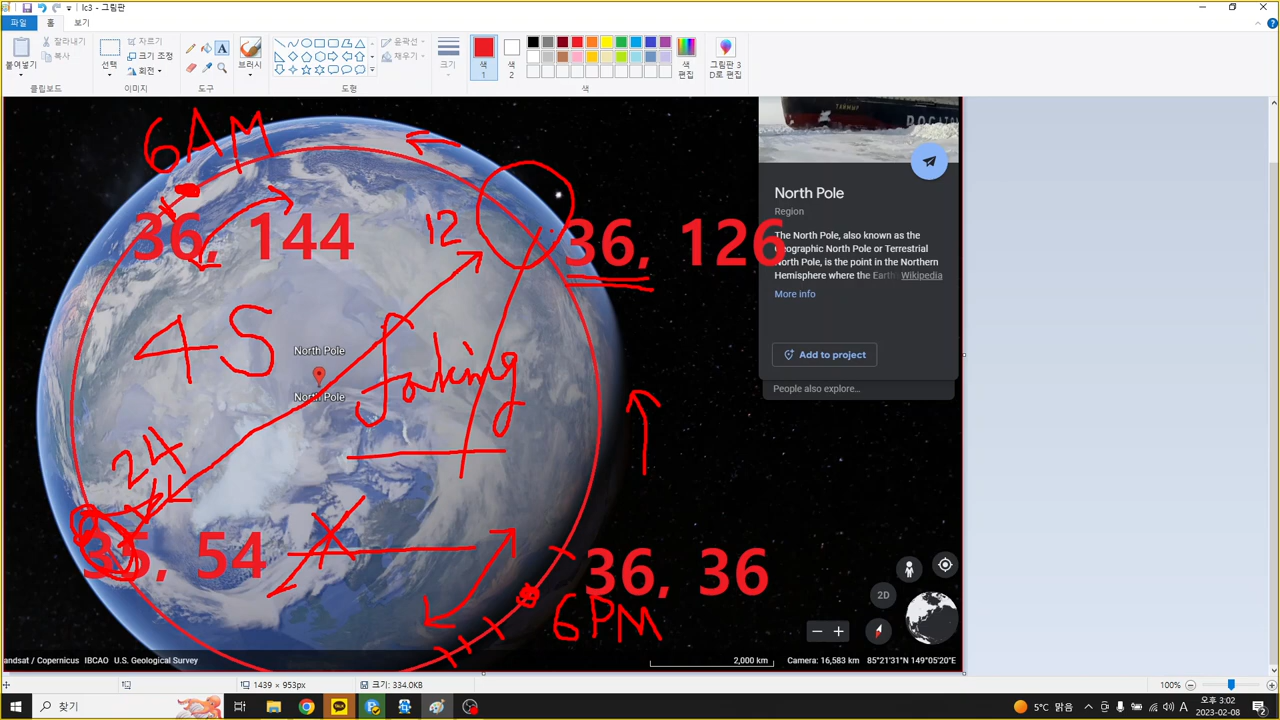 lc3 - 그림판
파일
홈
보기
붙여넣기
잘라내기
복사
클립보드
선택
자르기
크기 조정
회전
이미지
A
도구
브러시
윤곽선
채우기
도형
크기
색 1
색 2
색 편집
그림판 3D로 편집
색
6AM
36, 144
12
36, 126
45
faking
North Pole
North Pole
24
35, 54
36, 36
6PM
North Pole
Region
The North Pole, also known as the
Geographic North Pole or Terrestrial
North Pole, is the point in the Northern
Hemisphere where the Earth'
Wikipedia
More info
Add to project
People also explore...
2D
andsat / Copernicus IBCAO U.S. Geological Survey
2,000 km
Camera: 16,583 km
85°21'31"N 149°05'20"E
1439 × 953px
크기: 334.0KB
100%
찾기
5°C 맑음
A
오후 3:02
2023-02-08